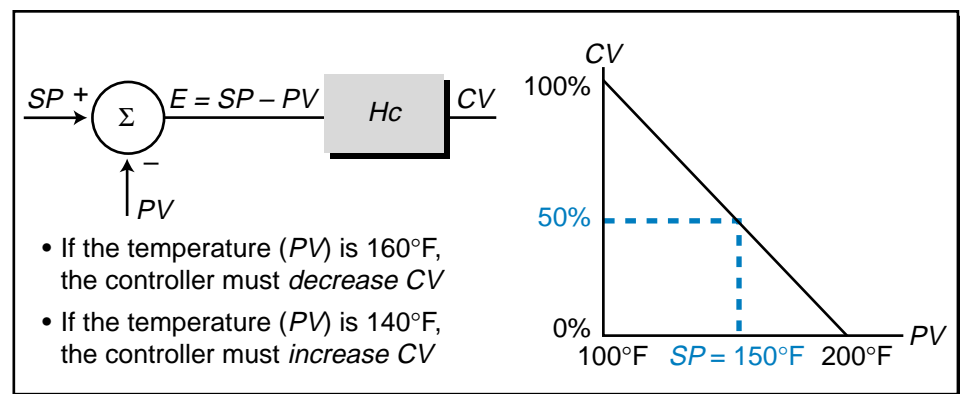 SP + Σ E = SP – PV Hc CV
–
PV
• If the temperature (PV) is 160°F,
the controller must decrease CV
• If the temperature (PV) is 140°F,
the controller must increase CV
CV
100%
50%
0%
100°F SP = 150°F 200°F PV